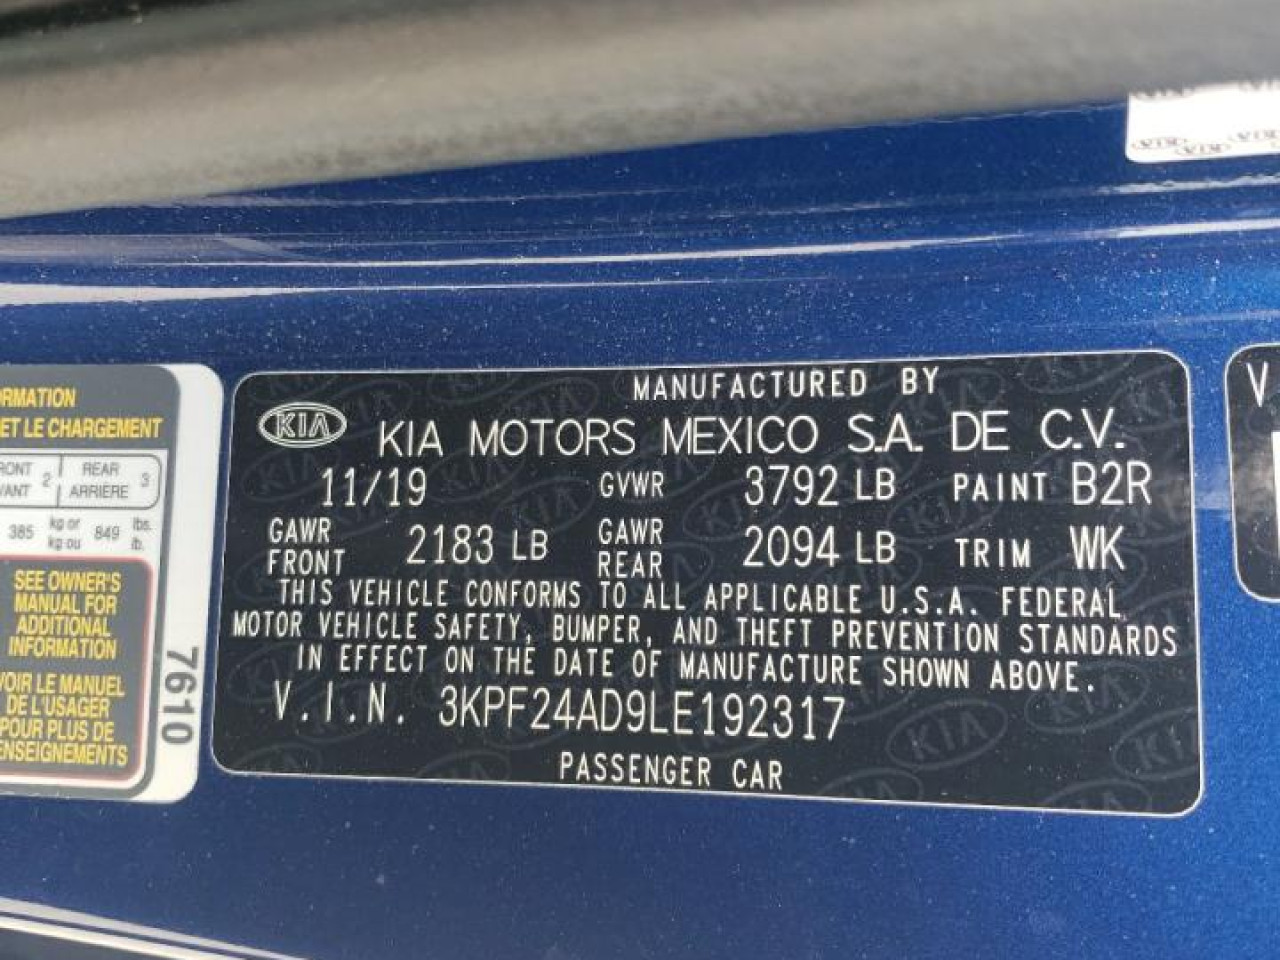 KIA
MANUFACTURED BY
KIA MOTORS MEXICO S.A. DE C.V.
11/19 GVWR 3792 LB PAINT B2R
GAWR FRONT 2183 LB GAWR REAR 2094 LB TRIM WK
THIS VEHICLE CONFORMS TO ALL APPLICABLE U.S.A. FEDERAL
MOTOR VEHICLE SAFETY, BUMPER, AND THEFT PREVENTION STANDARDS
IN EFFECT ON THE DATE OF MANUFACTURE SHOWN ABOVE.
V.I.N. 3KPF24AD9LE192317
PASSENGER CAR
ORMATION
ET LE CHARGEMENT
RONT VANT 2 REAR ARRIÈRE 3
385 kg or kg ou 849 lbs. lb.
SEE OWNER'S
MANUAL FOR
ADDITIONAL
INFORMATION
VOIR LE MANUEL
DE L'USAGER
POUR PLUS DE
ENSEIGNEMENTS
7610
KIA
V